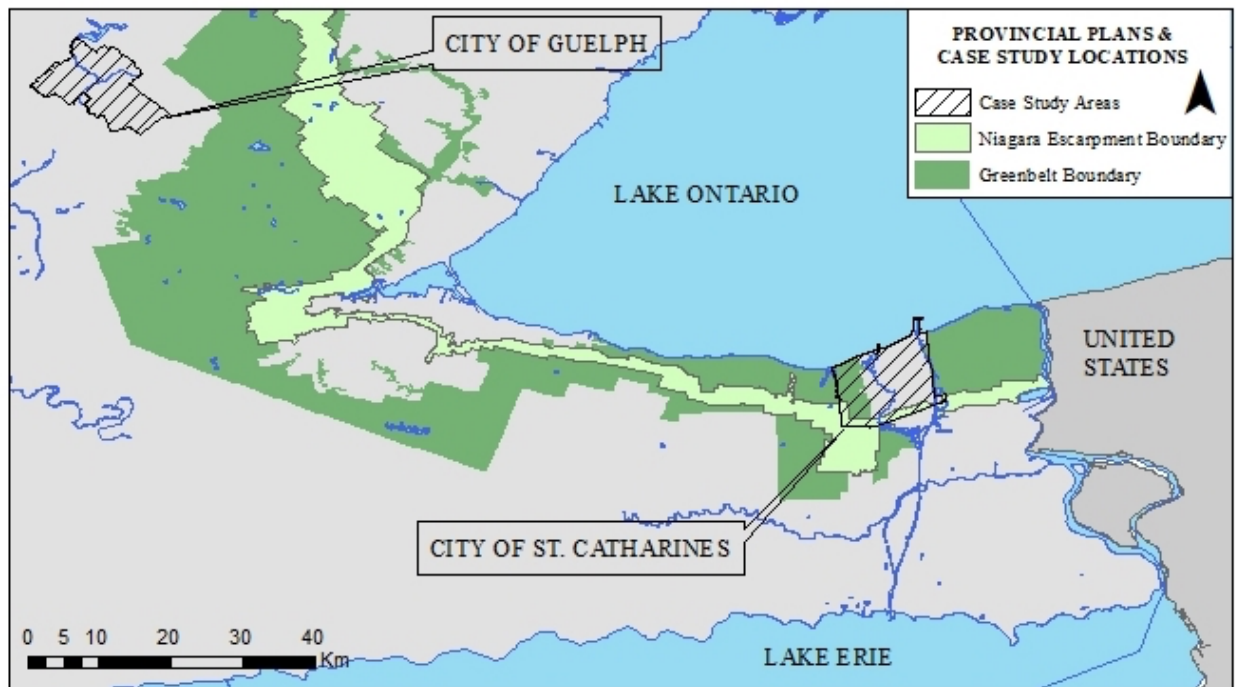 CITY OF GUELPH
PROVINCIAL PLANS &
CASE STUDY LOCATIONS
Case Study Areas
Niagara Escarpment Boundary
Greenbelt Boundary
LAKE ONTARIO
UNITED
STATES
CITY OF ST. CATHARINES
0 5 10 20 30 40
Km
LAKE ERIE